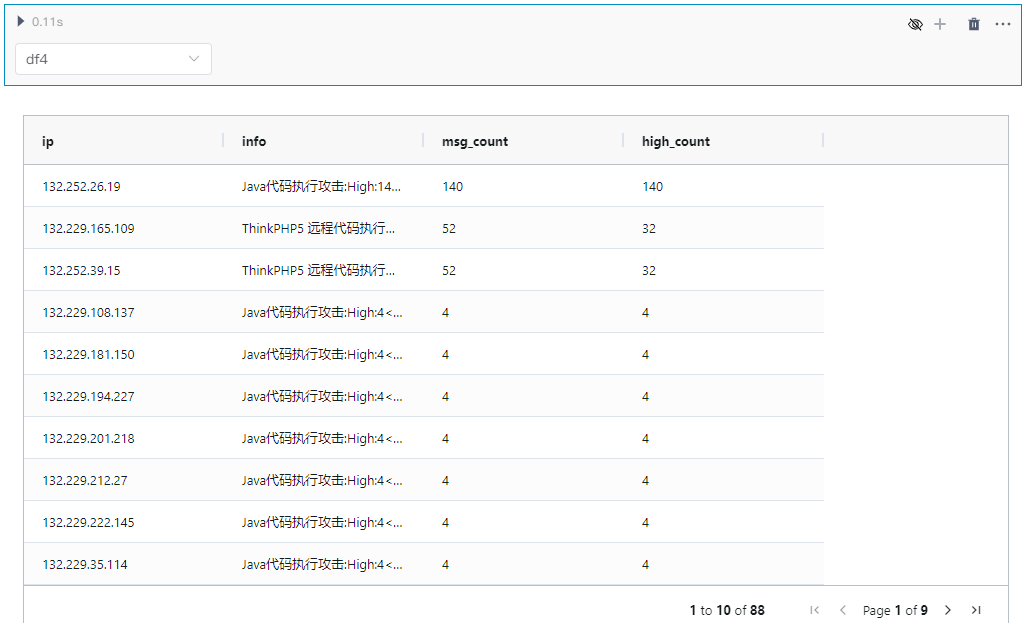 0.11s
df4
ip info msg_count high_count
132.252.26.19 Java代码执行攻击:High:14... 140 140
132.229.165.109 ThinkPHP5 远程代码执行... 52 32
132.252.39.15 ThinkPHP5 远程代码执行... 52 32
132.229.108.137 Java代码执行攻击:High:4<... 4 4
132.229.181.150 Java代码执行攻击:High:4<... 4 4
132.229.194.227 Java代码执行攻击:High:4<... 4 4
132.229.201.218 Java代码执行攻击:High:4<... 4 4
132.229.212.27 Java代码执行攻击:High:4<... 4 4
132.229.222.145 Java代码执行攻击:High:4<... 4 4
132.229.35.114 Java代码执行攻击:High:4<... 4 4
1 to 10 of 88 Page 1 of 9